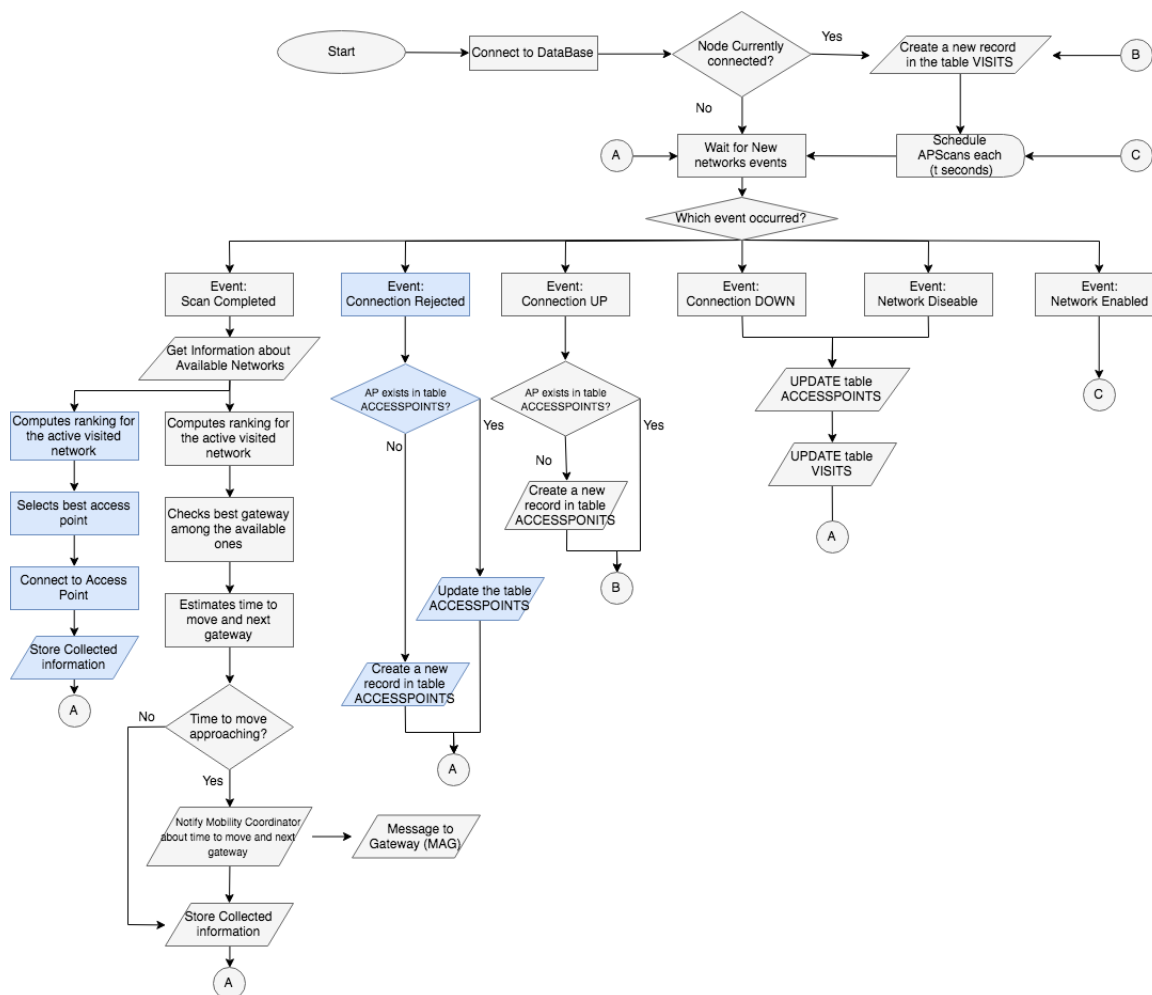 Start
Connect to DataBase
Node Currently
connected?
Yes
Create a new record
in the table VISITS
B
No
A
Wait for New
networks events
Schedule
APScans each
(t seconds)
C
Which event occurred?
Event:
Scan Completed
Event:
Connection Rejected
Event:
Connection UP
Event:
Connection DOWN
Event:
Network Diseable
Event:
Network Enabled
Get Information about
Available Networks
AP exists in table
ACCESSPOINTS?
Yes
No
AP exists in table
ACCESSPOINTS?
Yes
No
UPDATE table
ACCESSPOINTS
C
Computes ranking for
the active visited
network
Computes ranking for
the active visited
network
UPDATE table
VISITS
Selects best access
point
Checks best gateway
among the available
ones
Create a new
record in table
ACCESSPONITS
A
Connect to Access
Point
Estimates time to
move and next
gateway
Update the table
ACCESSPOINTS
B
Store Collected
information
Create a new
record in table
ACCESSPOINTS
A
No
Time to move
approaching?
Yes
A
Notify Mobility Coordinator
about time to move and next
gateway
Message to
Gateway (MAG)
Store Collected
information
A